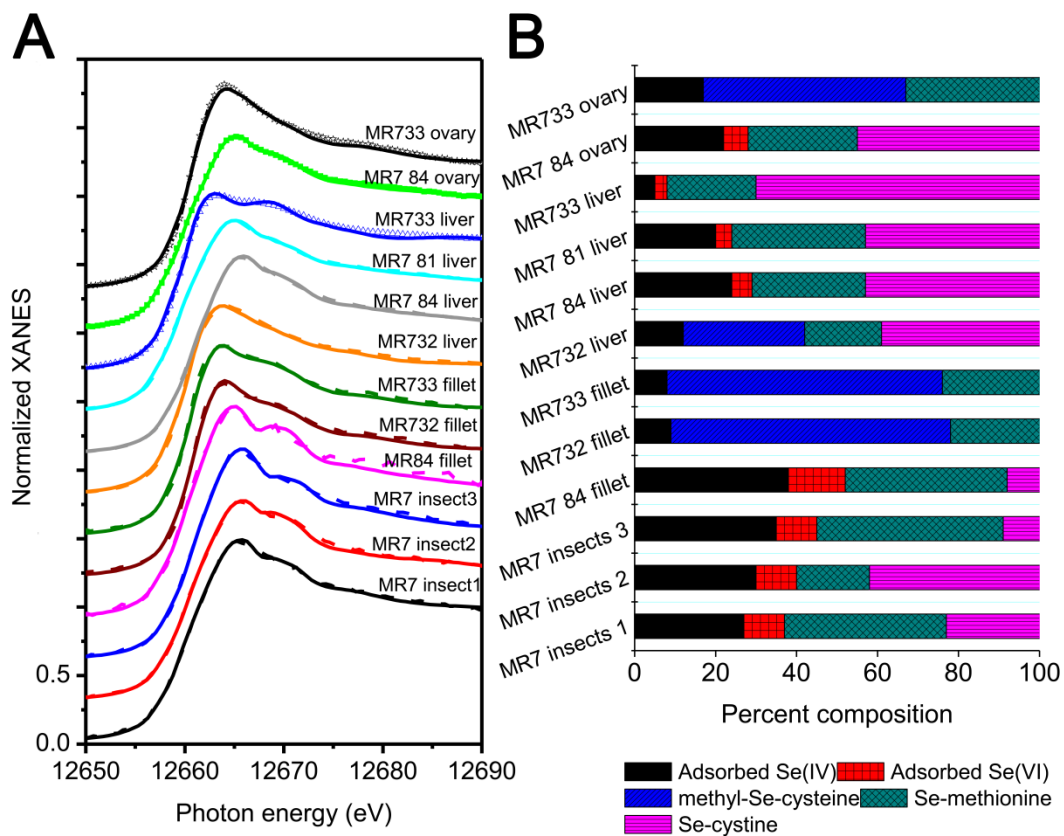 A
B
Normalized XANES
0.5
0.0
MR733 ovary
MR7 84 ovary
MR733 liver
MR7 81 liver
MR7 84 liver
MR732 liver
MR733 fillet
MR732 fillet
MR84 fillet
MR7 insect3
MR7 insect2
MR7 insect1
12650 12660 12670 12680 12690
Photon energy (eV)
MR733 ovary
MR7 84 ovary
MR733 liver
MR7 81 liver
MR7 84 liver
MR732 liver
MR733 fillet
MR732 fillet
MR7 84 fillet
MR7 insects 3
MR7 insects 2
MR7 insects 1
0 20 40 60 80 100
Percent composition
Adsorbed Se(IV) Adsorbed Se(VI)
methyl-Se-cysteine Se-methionine
Se-cystine